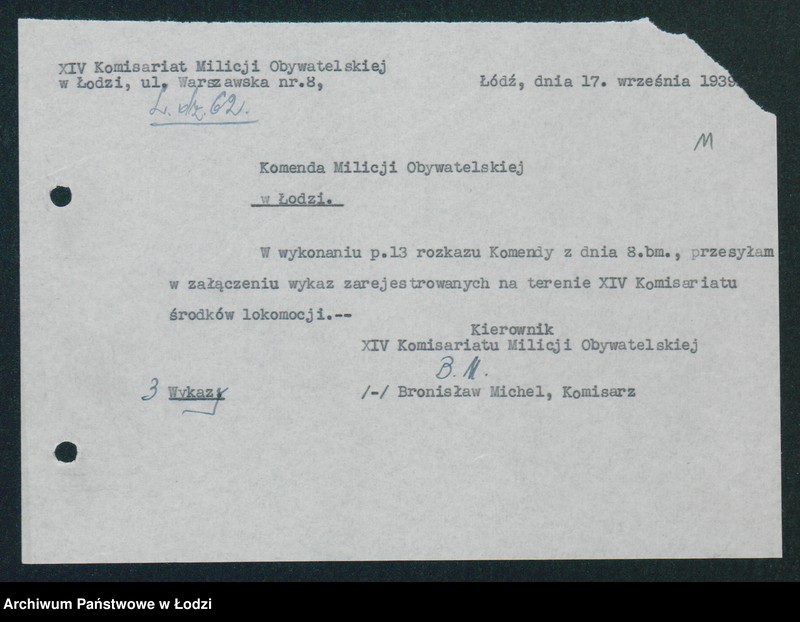 XIV Komisariat Milicji Obywatelskiej
w Łodzi, ul. Warszawska nr.8,
Łódź, dnia 17. września 1939
L. dz. 62.
M
Komenda Milicji Obywatelskiej
w Łodzi.
W wykonaniu p.13 rozkazu Komendy z dnia 8.bm., przesyłam
w załączeniu wykaz zarejestrowanych na terenie XIV Komisariatu
środków lokomocji.--
Kierownik
XIV Komisariatu Milicji Obywatelskiej
B. M.
3 Wykazy
/-/ Bronisław Michel, Komisarz
Archiwum Państwowe w Łodzi